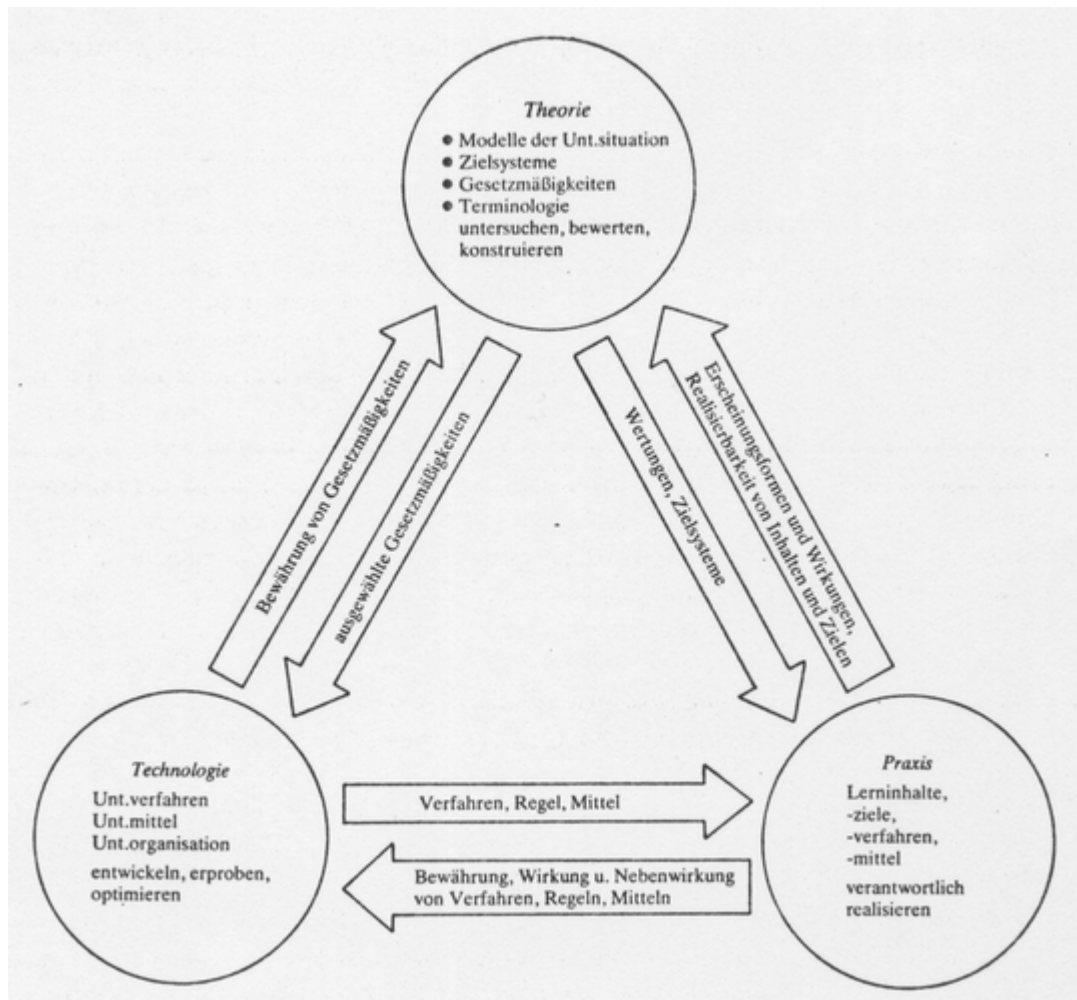 Theorie
● Modelle der Unt.situation
● Zielsysteme
● Gesetzmäßigkeiten
● Terminologie
untersuchen, bewerten,
konstruieren
Bewährung von Gesetzmäßigkeiten
ausgewählte Gesetzmäßigkeiten
Wertungen, Zielsysteme
Erscheinungsformen und Wirkungen,
Realisierbarkeit von Inhalten und Zielen
Technologie
Unt.verfahren
Unt.mittel
Unt.organisation
entwickeln, erproben,
optimieren
Verfahren, Regel, Mittel
Bewährung, Wirkung u. Nebenwirkung
von Verfahren, Regeln, Mitteln
Praxis
Lerninhalte,
-ziele,
-verfahren,
-mittel
verantwortlich
realisieren